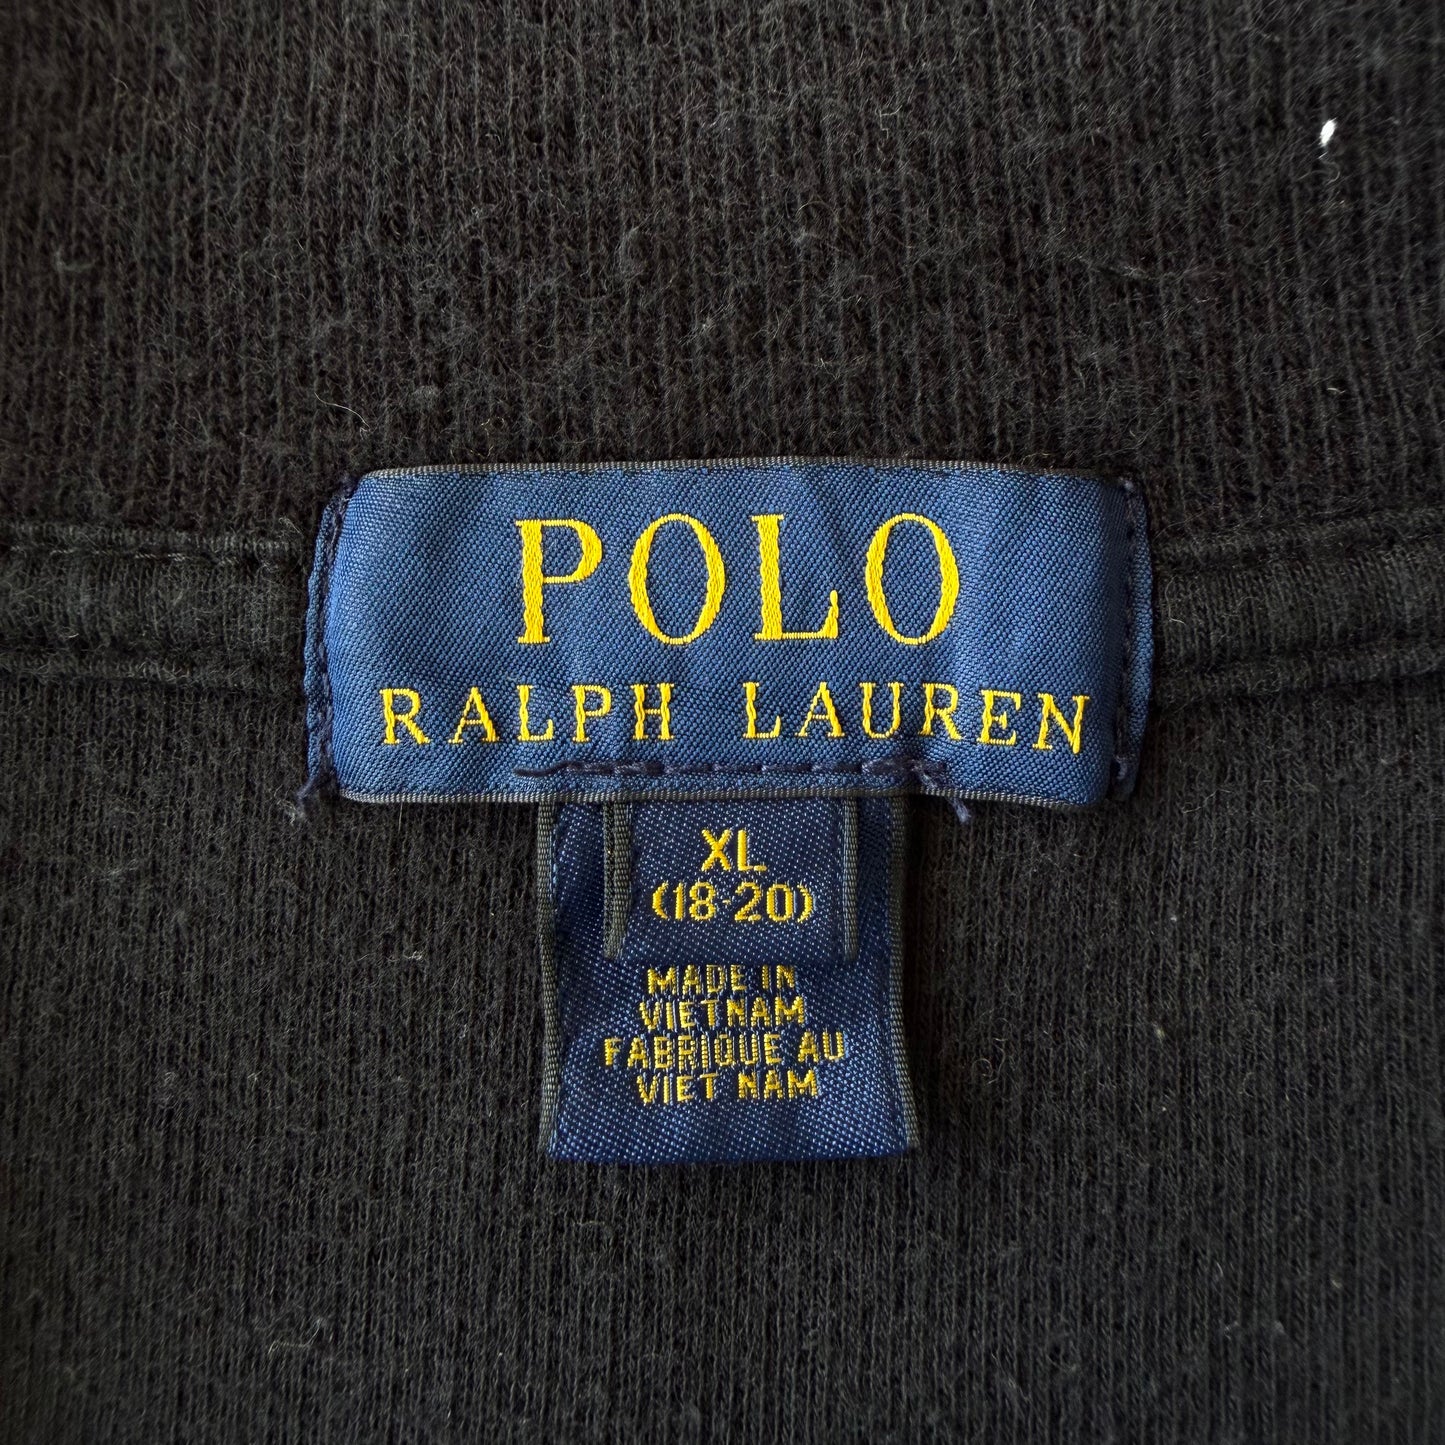 POLO
RALPH LAUREN
XL
(18-20)
MADE IN
VIETNAM
FABRIQUE AU
VIET NAM